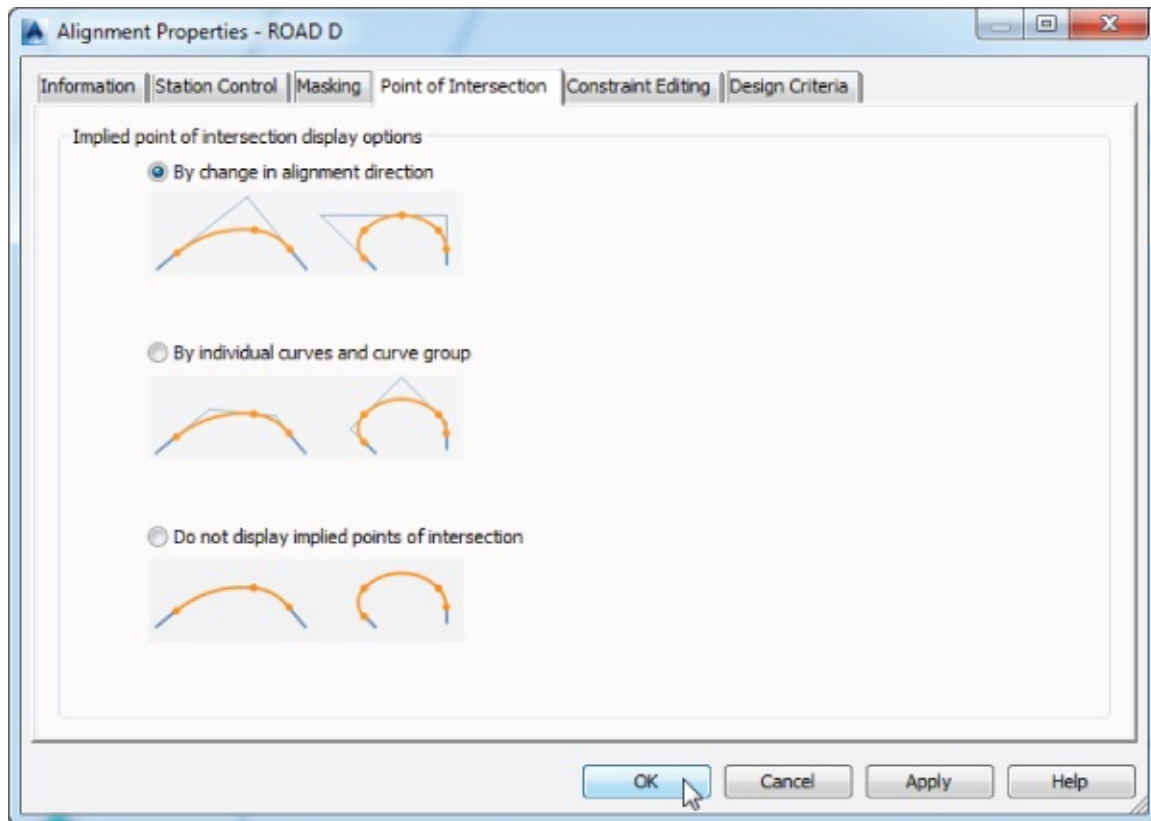 Alignment Properties - ROAD D
Information Station Control Masking Point of Intersection Constraint Editing Design Criteria
Implied point of intersection display options
By change in alignment direction
By individual curves and curve group
Do not display implied points of intersection
OK Cancel Apply Help